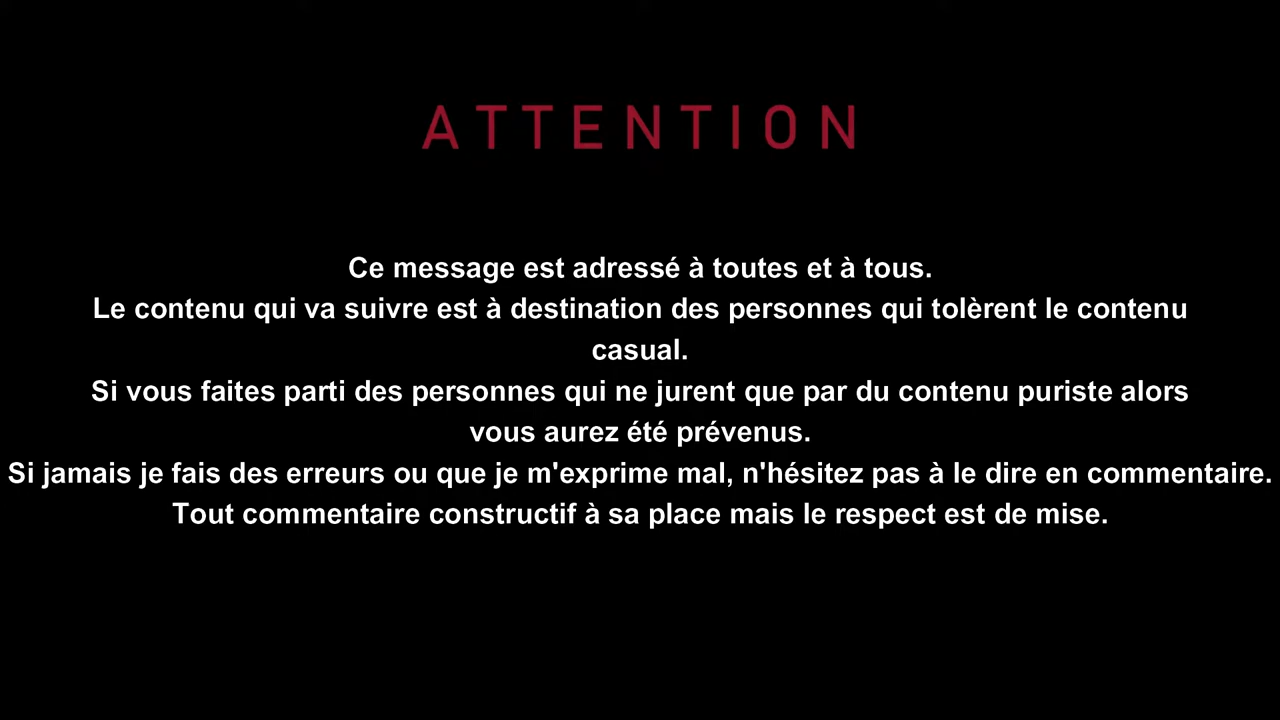 ATTENTION
Ce message est adressé à toutes et à tous.
Le contenu qui va suivre est à destination des personnes qui tolèrent le contenu
casual.
Si vous faites parti des personnes qui ne jurent que par du contenu puriste alors
vous aurez été prévenus.
Si jamais je fais des erreurs ou que je m'exprime mal, n'hésitez pas à le dire en commentaire.
Tout commentaire constructif à sa place mais le respect est de mise.